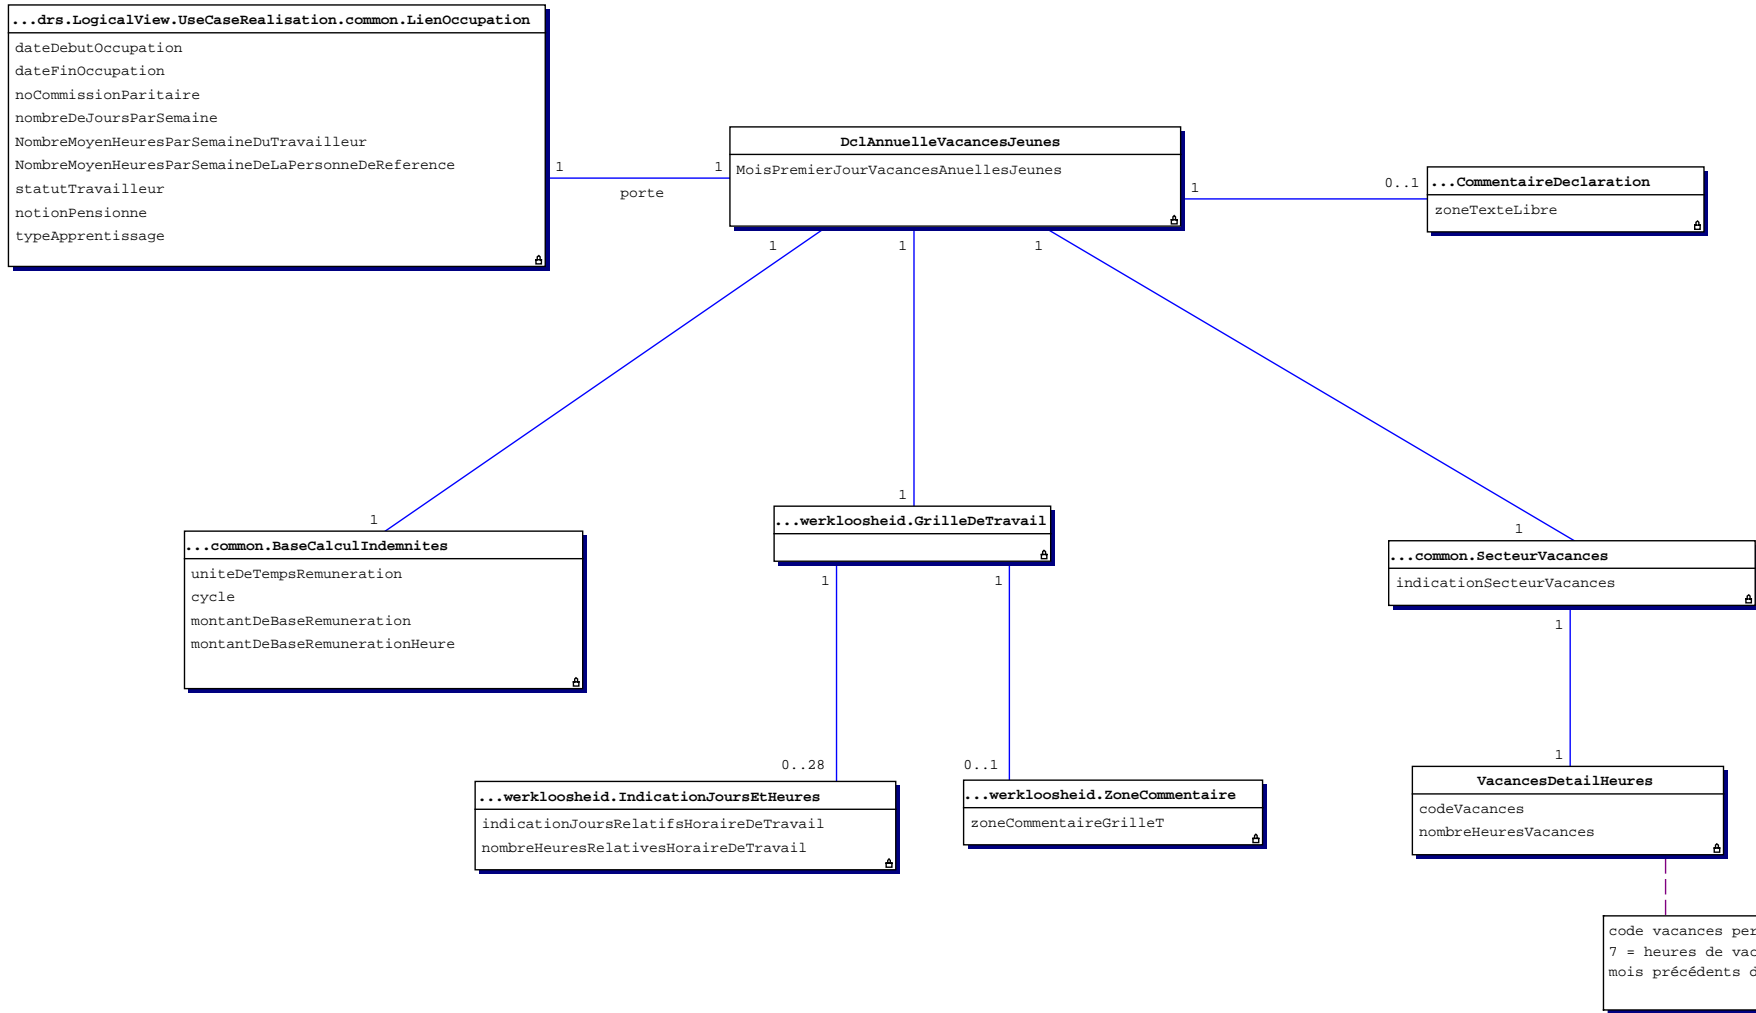 ...drs.LogicalView.UseCaseRealisation.common.LienOccupation
dateDebutOccupation
dateFinOccupation
noCommissionParitaire
nombreDeJoursParSemaine
NombreMoyenHeuresParSemaineDuTravailleur
NombreMoyenHeuresParSemaineDeLaPersonneDeReference
statutTravailleur
notionPensionne
typeApprentissage
1
porte
1
DclAnnuelleVacancesJeunes
MoisPremierJourVacancesAnuellesJeunes
1
0..1
...CommentaireDeclaration
zoneTexteLibre
1
1
1
1
1
1
...common.BaseCalculIndemnites
uniteDeTempsRemuneration
cycle
montantDeBaseRemuneration
montantDeBaseRemunerationHeure
...werkloosheid.GrilleDeTravail
...common.SecteurVacances
indicationSecteurVacances
1
1
1
0..28
0..1
1
...werkloosheid.IndicationJoursEtHeures
indicationJoursRelatifsHoraireDeTravail
nombreHeuresRelativesHoraireDeTravail
...werkloosheid.ZoneCommentaire
zoneCommentaireGrilleT
VacancesDetailHeures
codeVacances
nombreHeuresVacances
code vacances per
7 = heures de vac
mois précédents d